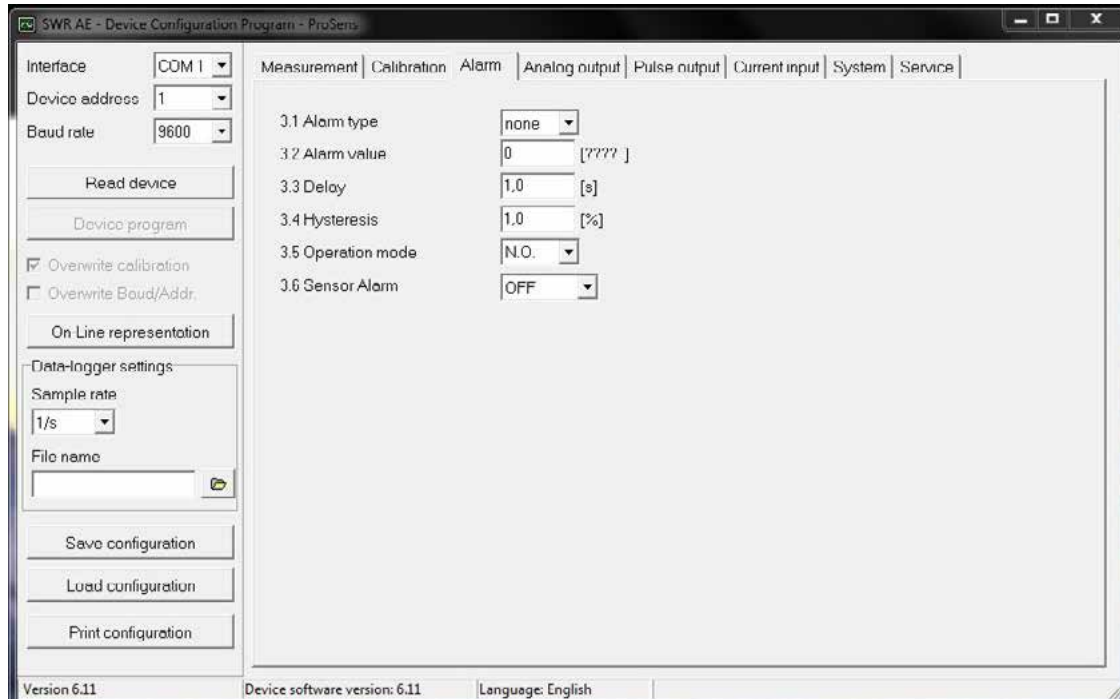 SWR AE - Device Configuration Program - ProSens
Interface
COM 1
Device address
1
Baud rate
9600
Read device
Device program
Overwrite calibration
Overwrite Baud/Addr.
On Line representation
Data-logger settings
Sample rate
1/s
File name
Save configuration
Load configuration
Print configuration
Measurement
Calibration
Alarm
Analog output
Pulse output
Current input
System
Service
3.1 Alarm type
none
3.2 Alarm value
0
[???? ]
3.3 Delay
1,0
[s]
3.4 Hysteresis
1,0
[%]
3.5 Operation mode
N.O.
3.6 Sensor Alarm
OFF
Version 6.11
Device software version: 6.11
Language: English